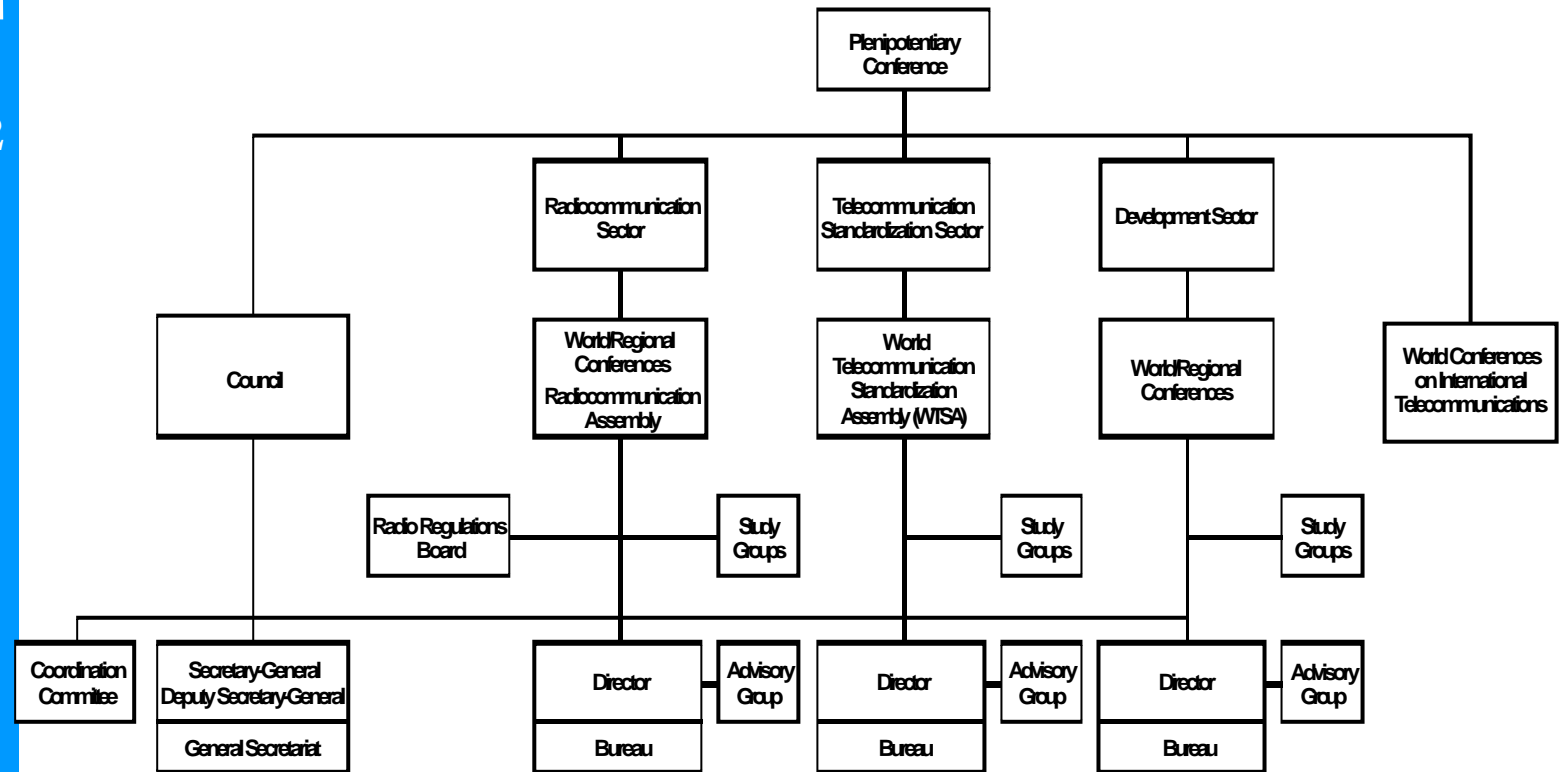 Plenipotentiary
Conference
Radiocommunication
Sector
Telecommunication
Standardization Sector
Development Sector
Council
World Regional
Conferences
Radiocommunication
Assembly
World
Telecommunication
Standardization
Assembly (WTSA)
World Regional
Conferences
World Conferences
on International
Telecommunications
Radio Regulations
Board
Study
Groups
Study
Groups
Study
Groups
Coordination
Committee
Secretary-General
Deputy Secretary-General
General Secretariat
Director
Bureau
Advisory
Group
Director
Bureau
Advisory
Group
Director
Bureau
Advisory
Group